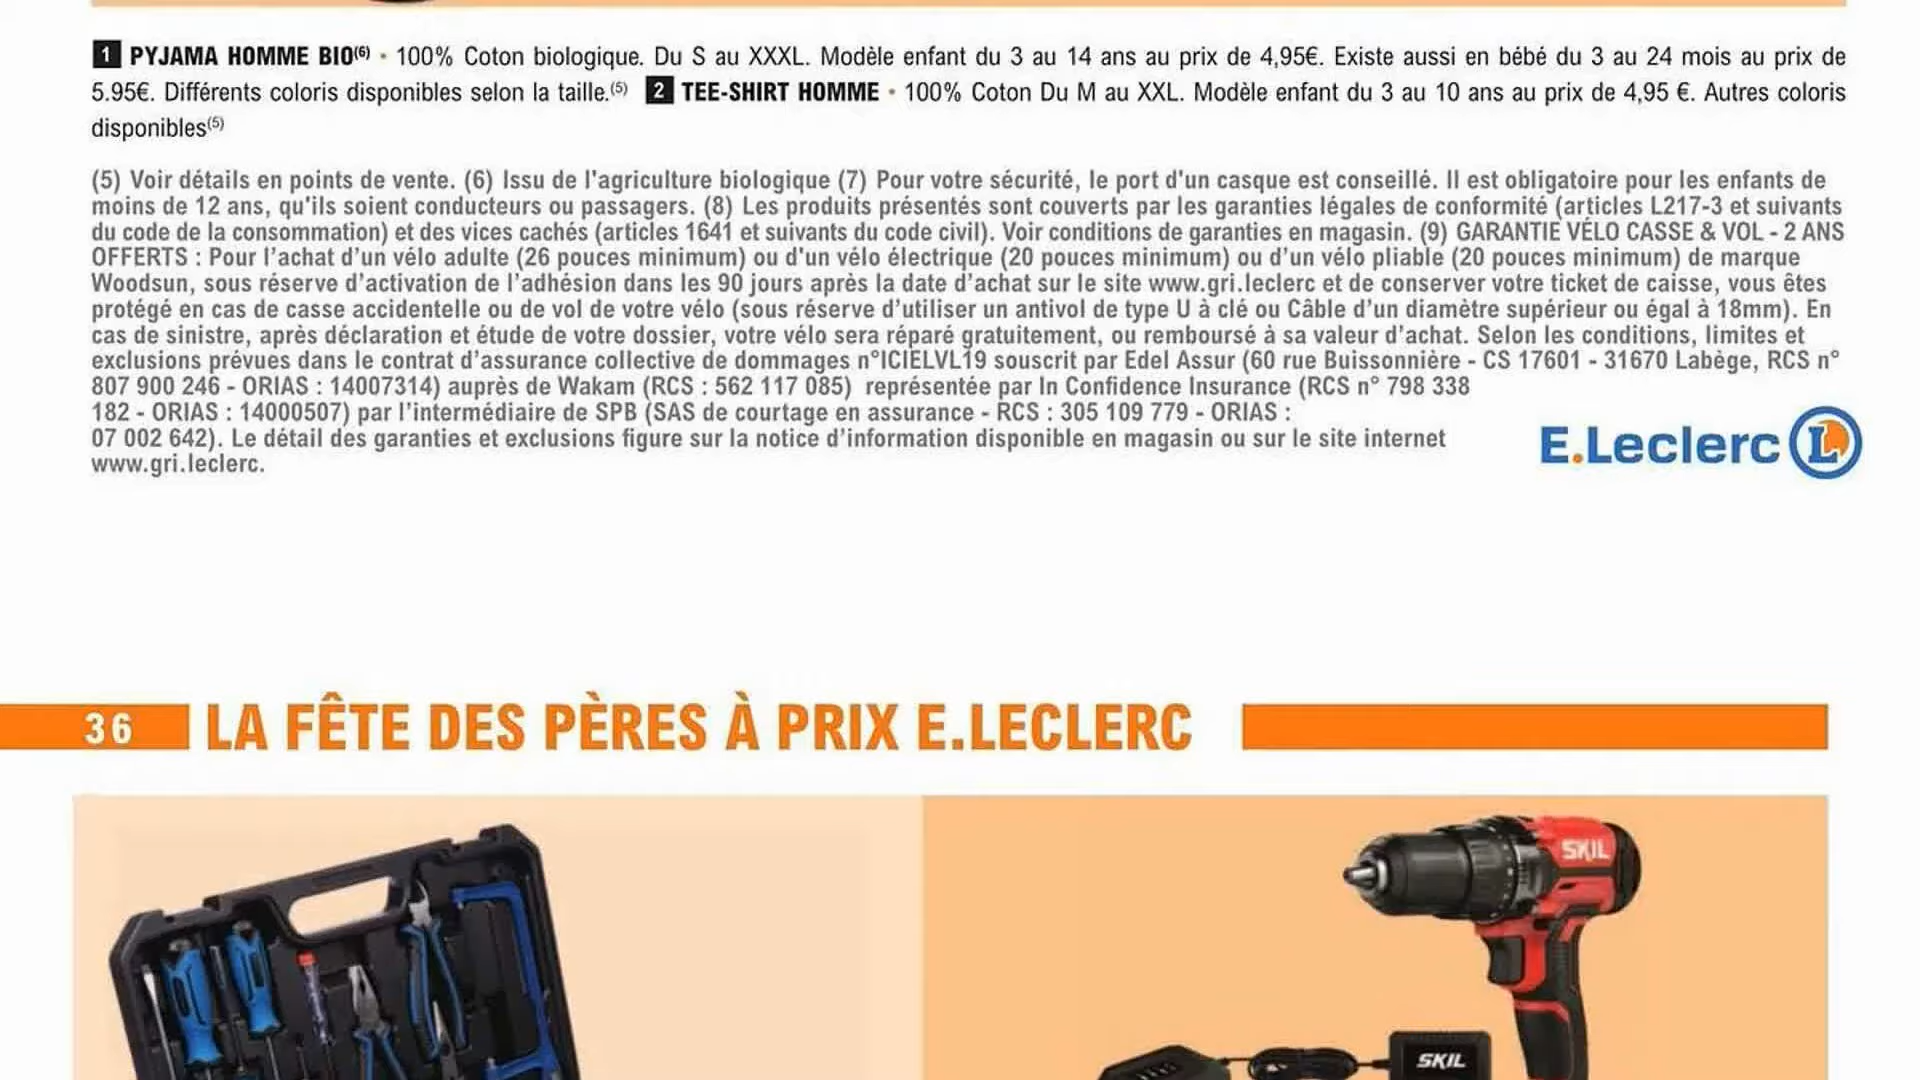 1 PYJAMA HOMME BIO(6) • 100% Coton biologique. Du S au XXXL. Modèle enfant du 3 au 14 ans au prix de 4,95€. Existe aussi en bébé du 3 au 24 mois au prix de
5.95€. Différents coloris disponibles selon la taille.(5) 2 TEE-SHIRT HOMME • 100% Coton Du M au XXL. Modèle enfant du 3 au 10 ans au prix de 4,95 €. Autres coloris
disponibles(5)
(5) Voir détails en points de vente. (6) Issu de l'agriculture biologique (7) Pour votre sécurité, le port d'un casque est conseillé. Il est obligatoire pour les enfants de
moins de 12 ans, qu'ils soient conducteurs ou passagers. (8) Les produits présentés sont couverts par les garanties légales de conformité (articles L217-3 et suivants
du code de la consommation) et des vices cachés (articles 1641 et suivants du code civil). Voir conditions de garanties en magasin. (9) GARANTIE VÉLO CASSE & VOL - 2 ANS
OFFERTS : Pour l’achat d’un vélo adulte (26 pouces minimum) ou d'un vélo électrique (20 pouces minimum) ou d’un vélo pliable (20 pouces minimum) de marque
Woodsun, sous réserve d’activation de l’adhésion dans les 90 jours après la date d’achat sur le site www.gri.leclerc et de conserver votre ticket de caisse, vous êtes
protégé en cas de casse accidentelle ou de vol de votre vélo (sous réserve d’utiliser un antivol de type U à clé ou Câble d’un diamètre supérieur ou égal à 18mm). En
cas de sinistre, après déclaration et étude de votre dossier, votre vélo sera réparé gratuitement, ou remboursé à sa valeur d’achat. Selon les conditions, limites et
exclusions prévues dans le contrat d’assurance collective de dommages n°ICIELVL19 souscrit par Edel Assur (60 rue Buissonnière - CS 17601 - 31670 Labège, RCS n°
807 900 246 - ORIAS : 14007314) auprès de Wakam (RCS : 562 117 085) représentée par In Confidence Insurance (RCS n° 798 338
182 - ORIAS : 14000507) par l’intermédiaire de SPB (SAS de courtage en assurance - RCS : 305 109 779 - ORIAS :
07 002 642). Le détail des garanties et exclusions figure sur la notice d’information disponible en magasin ou sur le site internet
www.gri.leclerc.
E.Leclerc L
36 LA FÊTE DES PÈRES À PRIX E.LECLERC
SKIL
SKIL